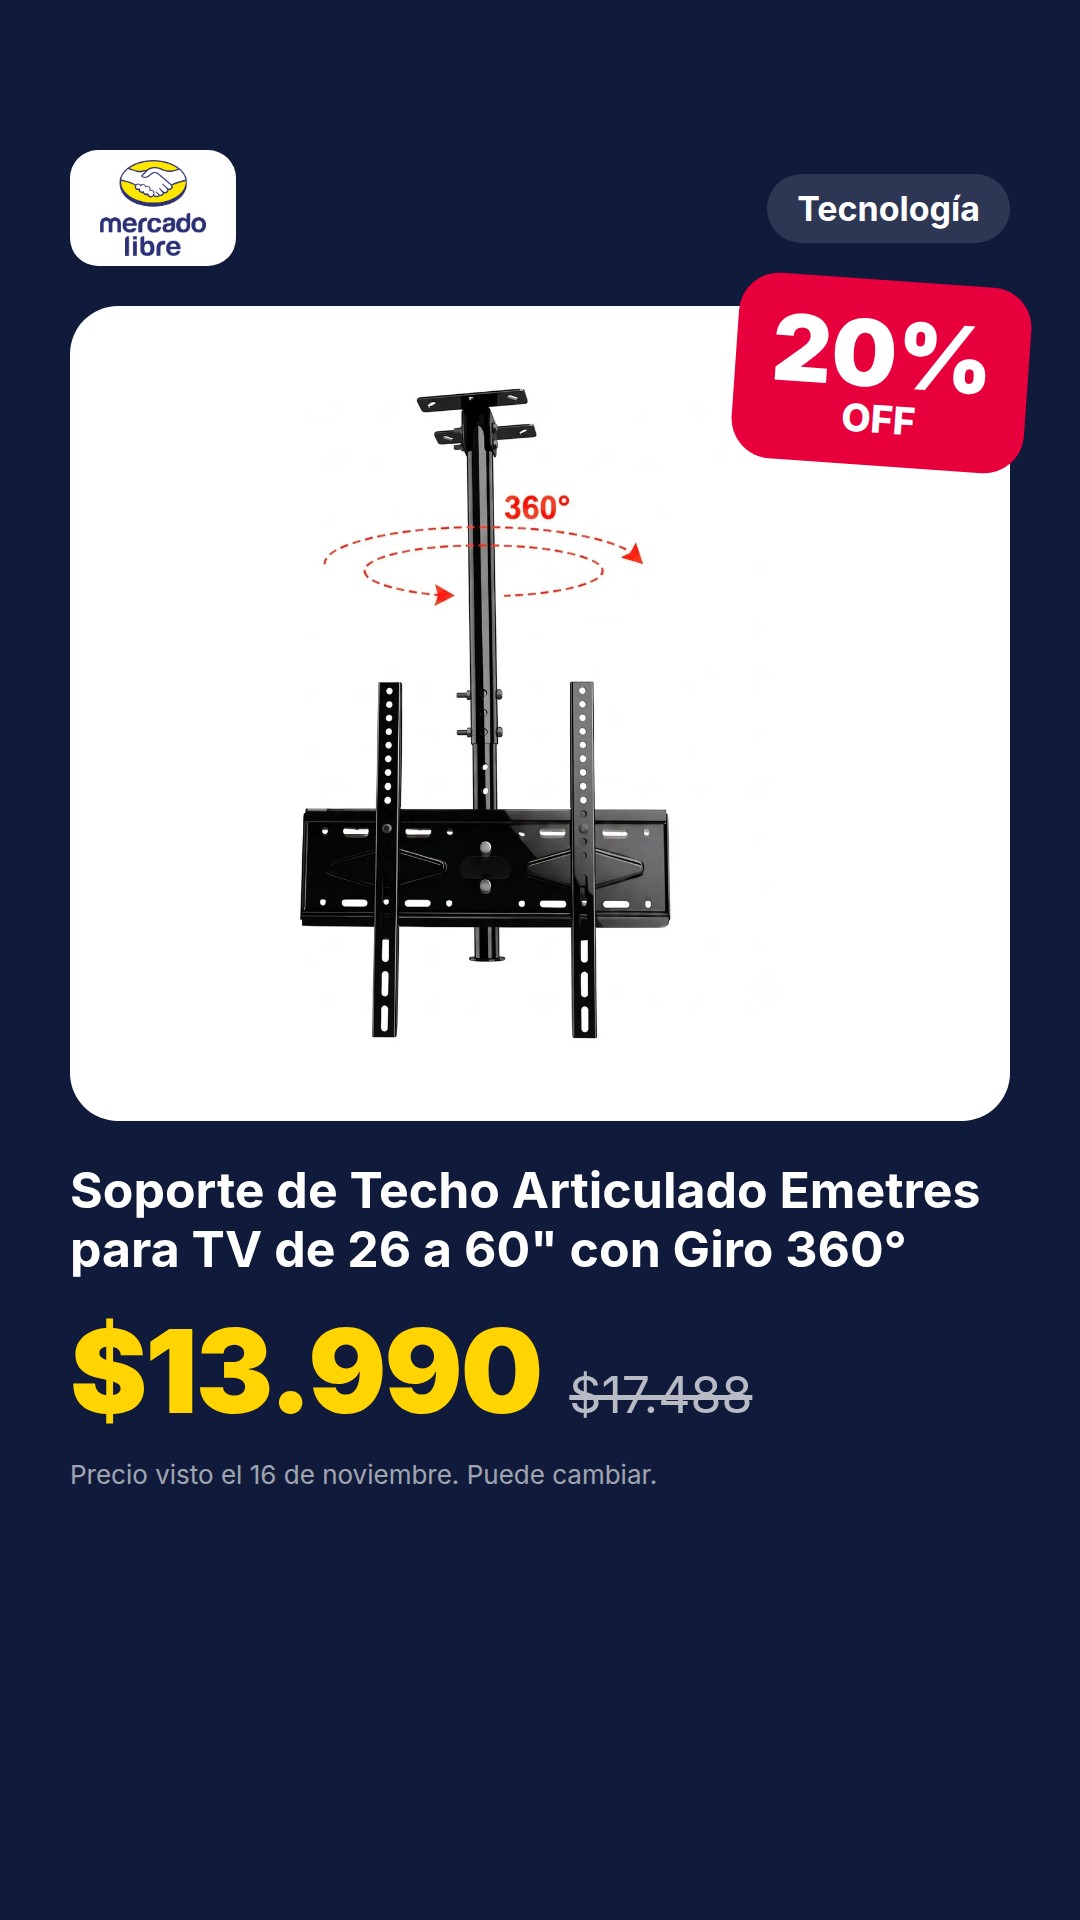 mercado
libre
Tecnología
20%
OFF
360°
Soporte de Techo Articulado Emetres
para TV de 26 a 60" con Giro 360°
$13.990 $17.488
Precio visto el 16 de noviembre. Puede cambiar.